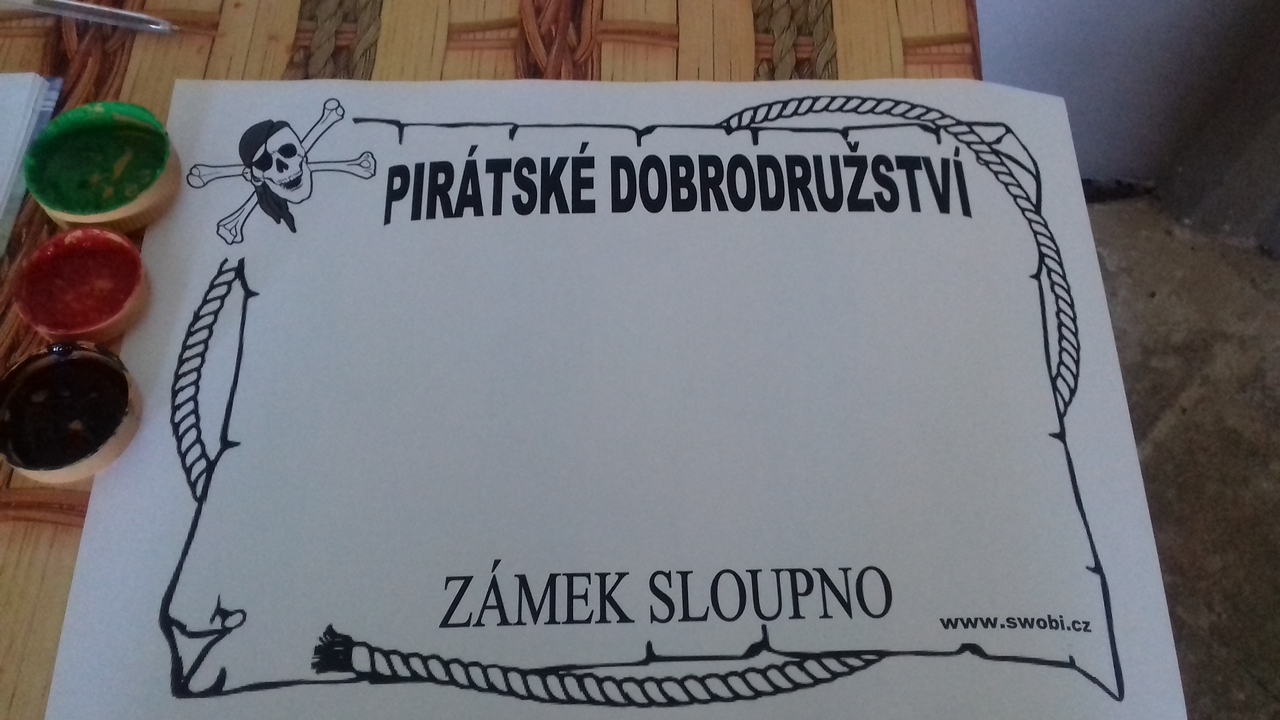 PIRÁTSKÉ DOBRODRUŽSTVÍ
ZÁMEK SLOUPNO
www.swobi.cz